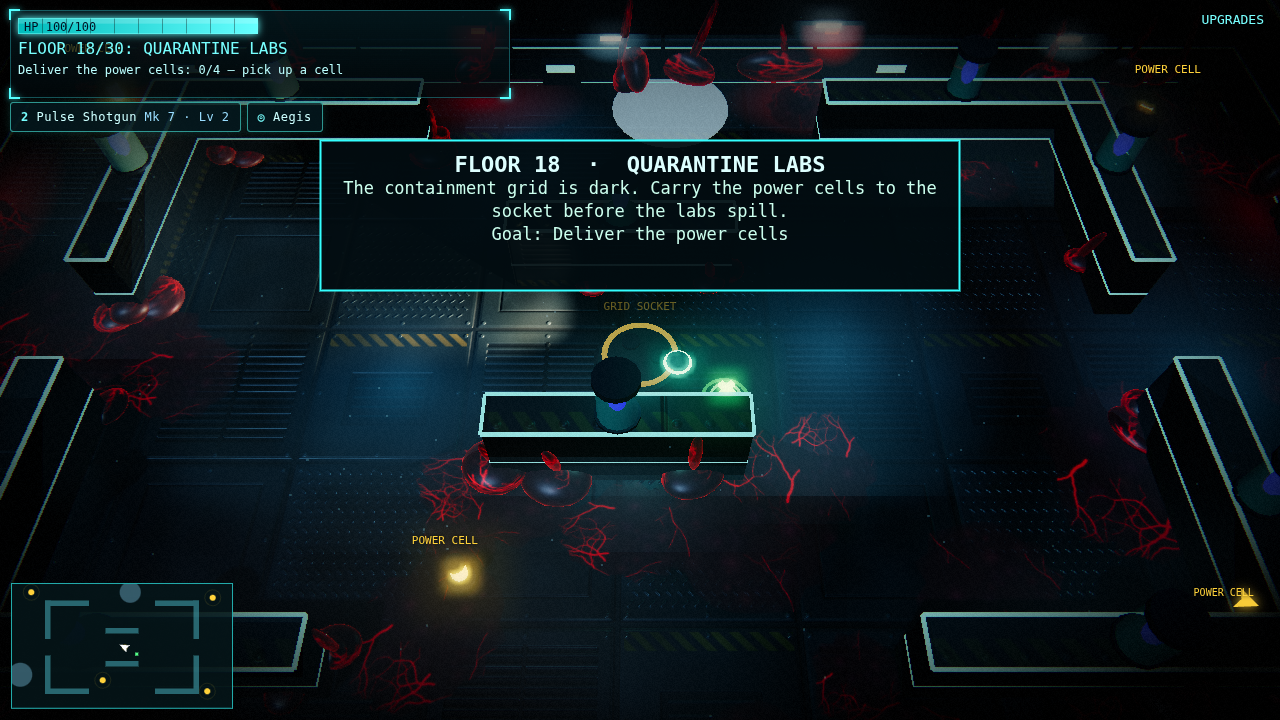 HP 100/100
UPGRADES
FLOOR 18/30: QUARANTINE LABS
Deliver the power cells: 0/4 — pick up a cell
POWER CELL
2 Pulse Shotgun Mk 7 · Lv 2
◎ Aegis
FLOOR 18 · QUARANTINE LABS
The containment grid is dark. Carry the power cells to the
socket before the labs spill.
Goal: Deliver the power cells
GRID SOCKET
POWER CELL
POWER CELL